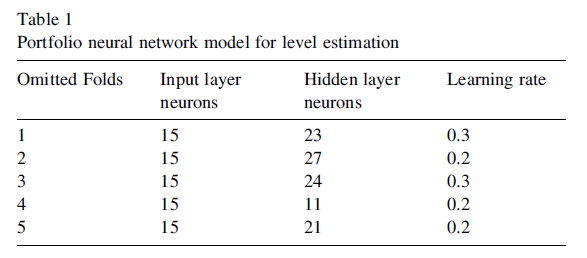 Table 1
Portfolio neural network model for level estimation
Omitted Folds Input layer neurons Hidden layer neurons Learning rate
1 15 23 0.3
2 15 27 0.2
3 15 24 0.3
4 15 11 0.2
5 15 21 0.2